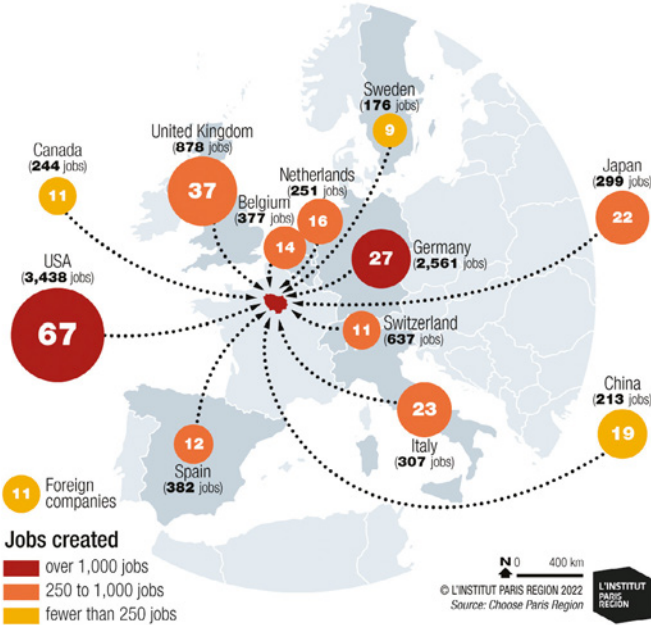 Sweden
(176 jobs)
9
Canada
(244 jobs)
11
United Kingdom
(878 jobs)
37
Netherlands
(251 jobs)
16
Belgium
(377 jobs)
14
Japan
(299 jobs)
22
27
Germany
(2,561 jobs)
USA
(3,438 jobs)
67
11
Switzerland
(637 jobs)
China
(213 jobs)
19
23
Italy
(307 jobs)
12
Spain
(382 jobs)
11 Foreign
companies
Jobs created
over 1,000 jobs
250 to 1,000 jobs
fewer than 250 jobs
N 0 400 km
© L'INSTITUT PARIS REGION 2022
Source: Choose Paris Region
L'INSTITUT
PARIS
REGION